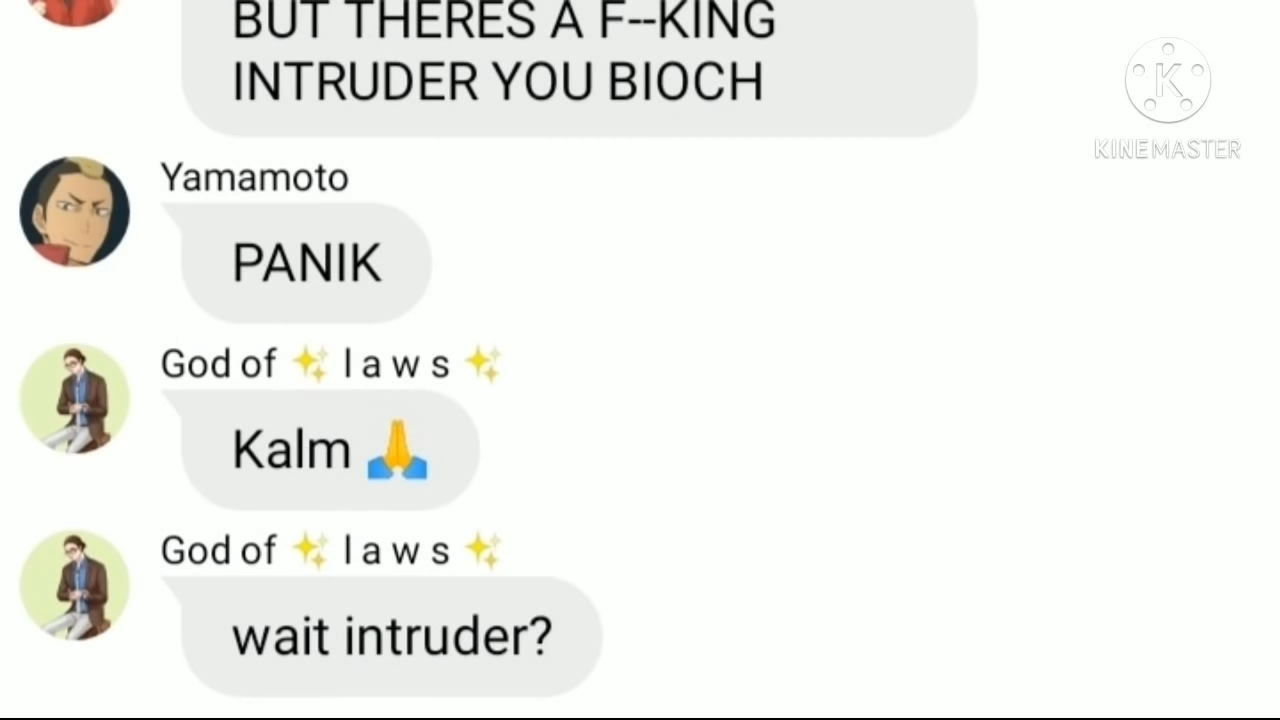 BUT THERES A F--KING
INTRUDER YOU BIOCH
K
KINEMASTER
Yamamoto
PANIK
God of ✨ l a w s ✨
Kalm 🙏
God of ✨ l a w s ✨
wait intruder?